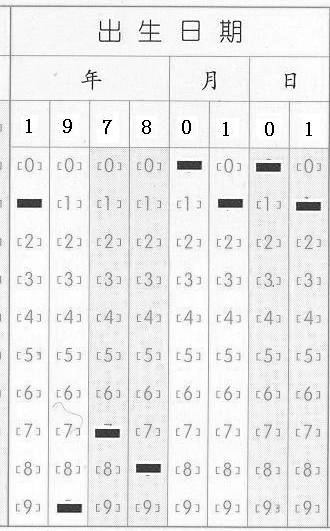 出生日期
年 月 日
1 9 7 8 0 1 0 1
[0] [0] [0] [0] [0] [0]
[1] [1] [1] [1] [1]
[2] [2] [2] [2] [2] [2] [2] [2]
[3] [3] [3] [3] [3] [3] [3] [3]
[4] [4] [4] [4] [4] [4] [4] [4]
[5] [5] [5] [5] [5] [5] [5] [5]
[6] [6] [6] [6] [6] [6] [6] [6]
[7] [7] [7] [7] [7] [7] [7]
[8] [8] [8] [8] [8] [8] [8]
[9] [9] [9] [9] [9] [9] [9]